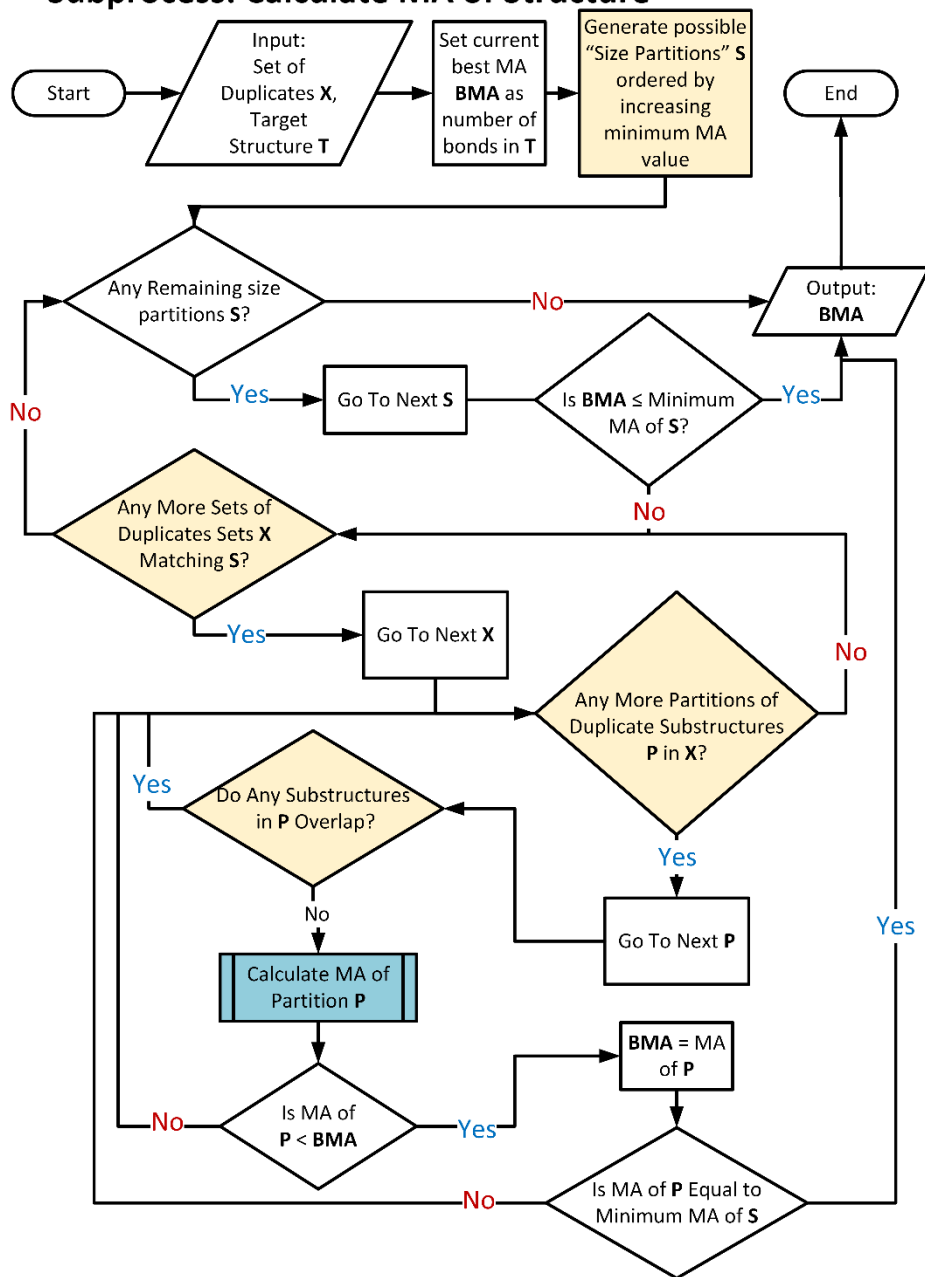 Subprocess: Calculate MA of Structure
Start
Input:
Set of
Duplicates X,
Target
Structure T
Set current
best MA
BMA as
number of
bonds in T
Generate possible
“Size Partitions” S
ordered by
increasing
minimum MA
value
End
Any Remaining size
partitions S?
No
Output:
BMA
Yes
Go To Next S
Is BMA ≤ Minimum
MA of S?
Yes
No
No
Any More Sets of
Duplicates Sets X
Matching S?
Yes
Go To Next X
No
Any More Partitions of
Duplicate Substructures
P in X?
Yes
Do Any Substructures
in P Overlap?
Yes
No
Go To Next P
Yes
Calculate MA of
Partition P
BMA = MA
of P
Is MA of
P < BMA
No
Yes
Is MA of P Equal to
Minimum MA of S
No